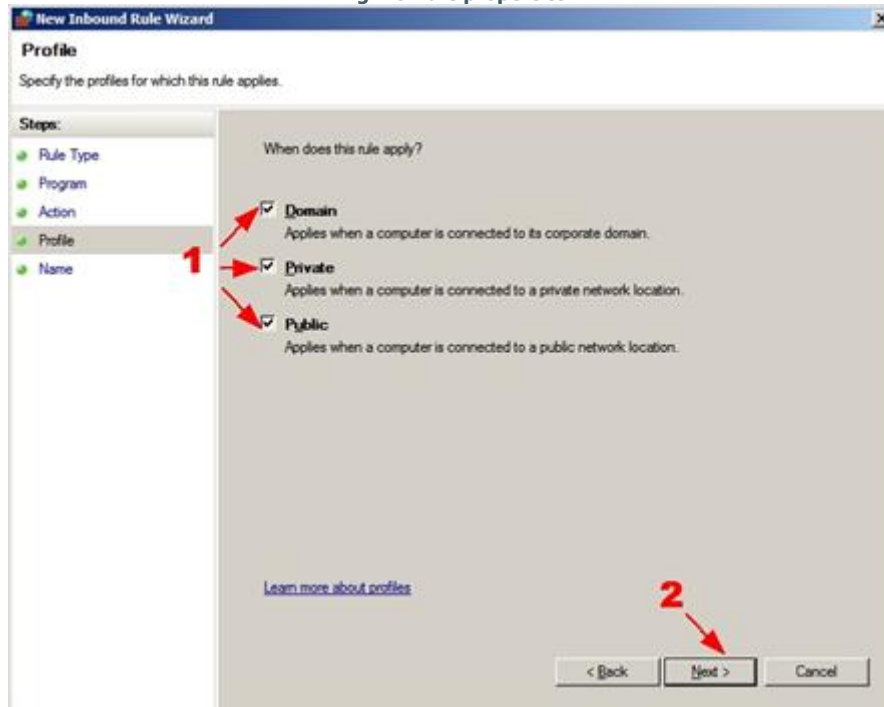 New Inbound Rule Wizard
Profile
Specify the profiles for which this rule applies.
Steps:
Rule Type
Program
Action
Profile
Name
When does this rule apply?
Domain
Applies when a computer is connected to its corporate domain.
1
Private
Applies when a computer is connected to a private network location.
Public
Applies when a computer is connected to a public network location.
Learn more about profiles
2
< Back
Next >
Cancel